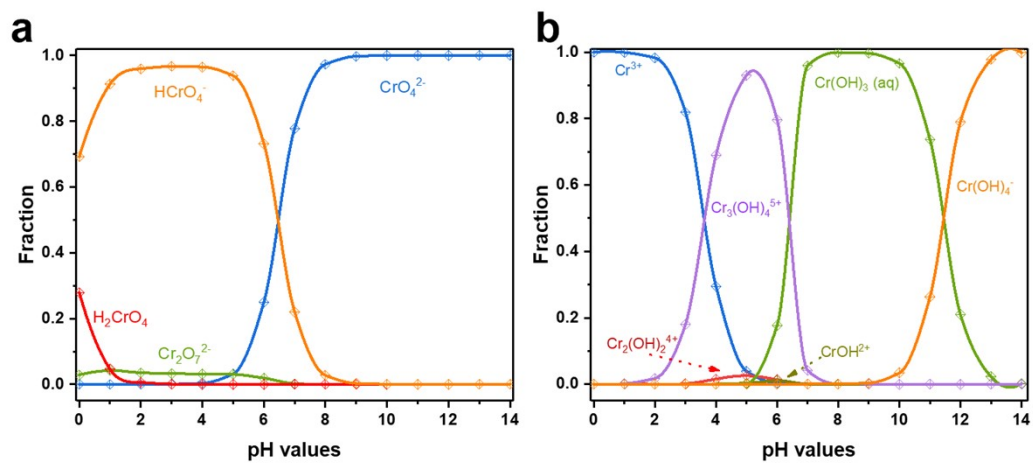 a
b
1.0
0.8
0.6
0.4
0.2
0.0
Fraction
HCrO₄⁻
CrO₄²⁻
H₂CrO₄
Cr₂O₇²⁻
0 2 4 6 8 10 12 14
pH values
1.0
0.8
0.6
0.4
0.2
0.0
Fraction
Cr³⁺
Cr(OH)₃ (aq)
Cr₃(OH)₄⁵⁺
Cr(OH)₄⁻
Cr₂(OH)₂⁴⁺
CrOH²⁺
0 2 4 6 8 10 12 14
pH values